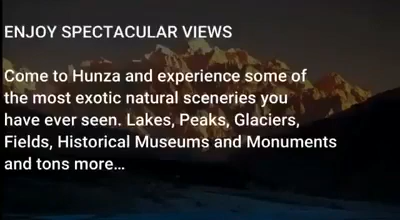 ENJOY SPECTACULAR VIEWS
Come to Hunza and experience some of
the most exotic natural sceneries you
have ever seen. Lakes, Peaks, Glaciers,
Fields, Historical Museums and Monuments
and tons more...